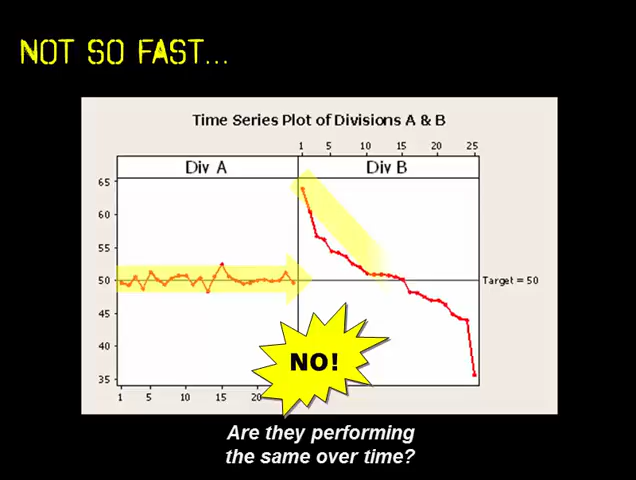 NOT SO FAST...
Time Series Plot of Divisions A & B
1 5 10 15 20 25
Div A Div B
65
60
55
50
45
40
35
Target = 50
1 5 10 15 20
NO!
Are they performing
the same over time?